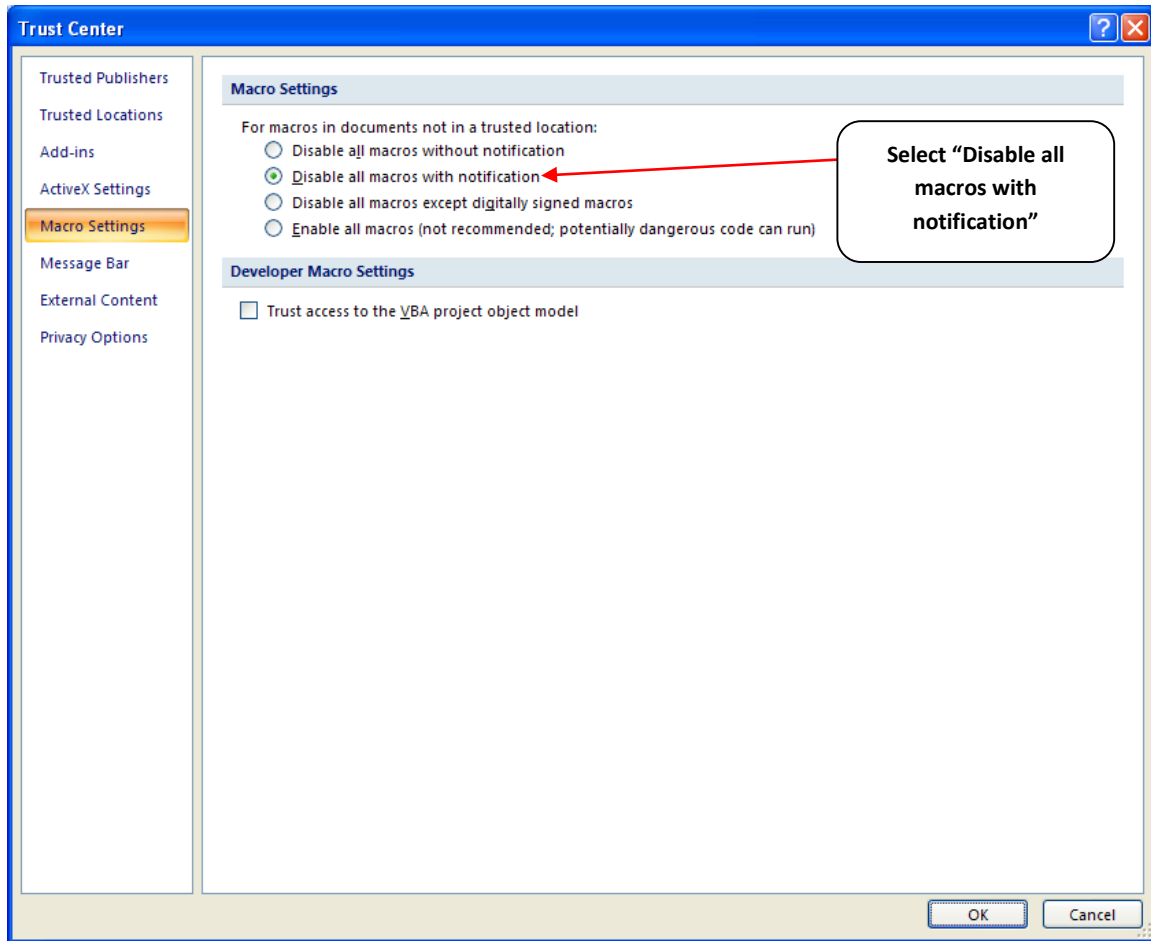 Trust Center
Trusted Publishers
Trusted Locations
Add-ins
ActiveX Settings
Macro Settings
Message Bar
External Content
Privacy Options
Macro Settings
For macros in documents not in a trusted location:
Disable all macros without notification
Disable all macros with notification
Disable all macros except digitally signed macros
Enable all macros (not recommended; potentially dangerous code can run)
Select “Disable all
macros with
notification”
Developer Macro Settings
Trust access to the VBA project object model
OK
Cancel